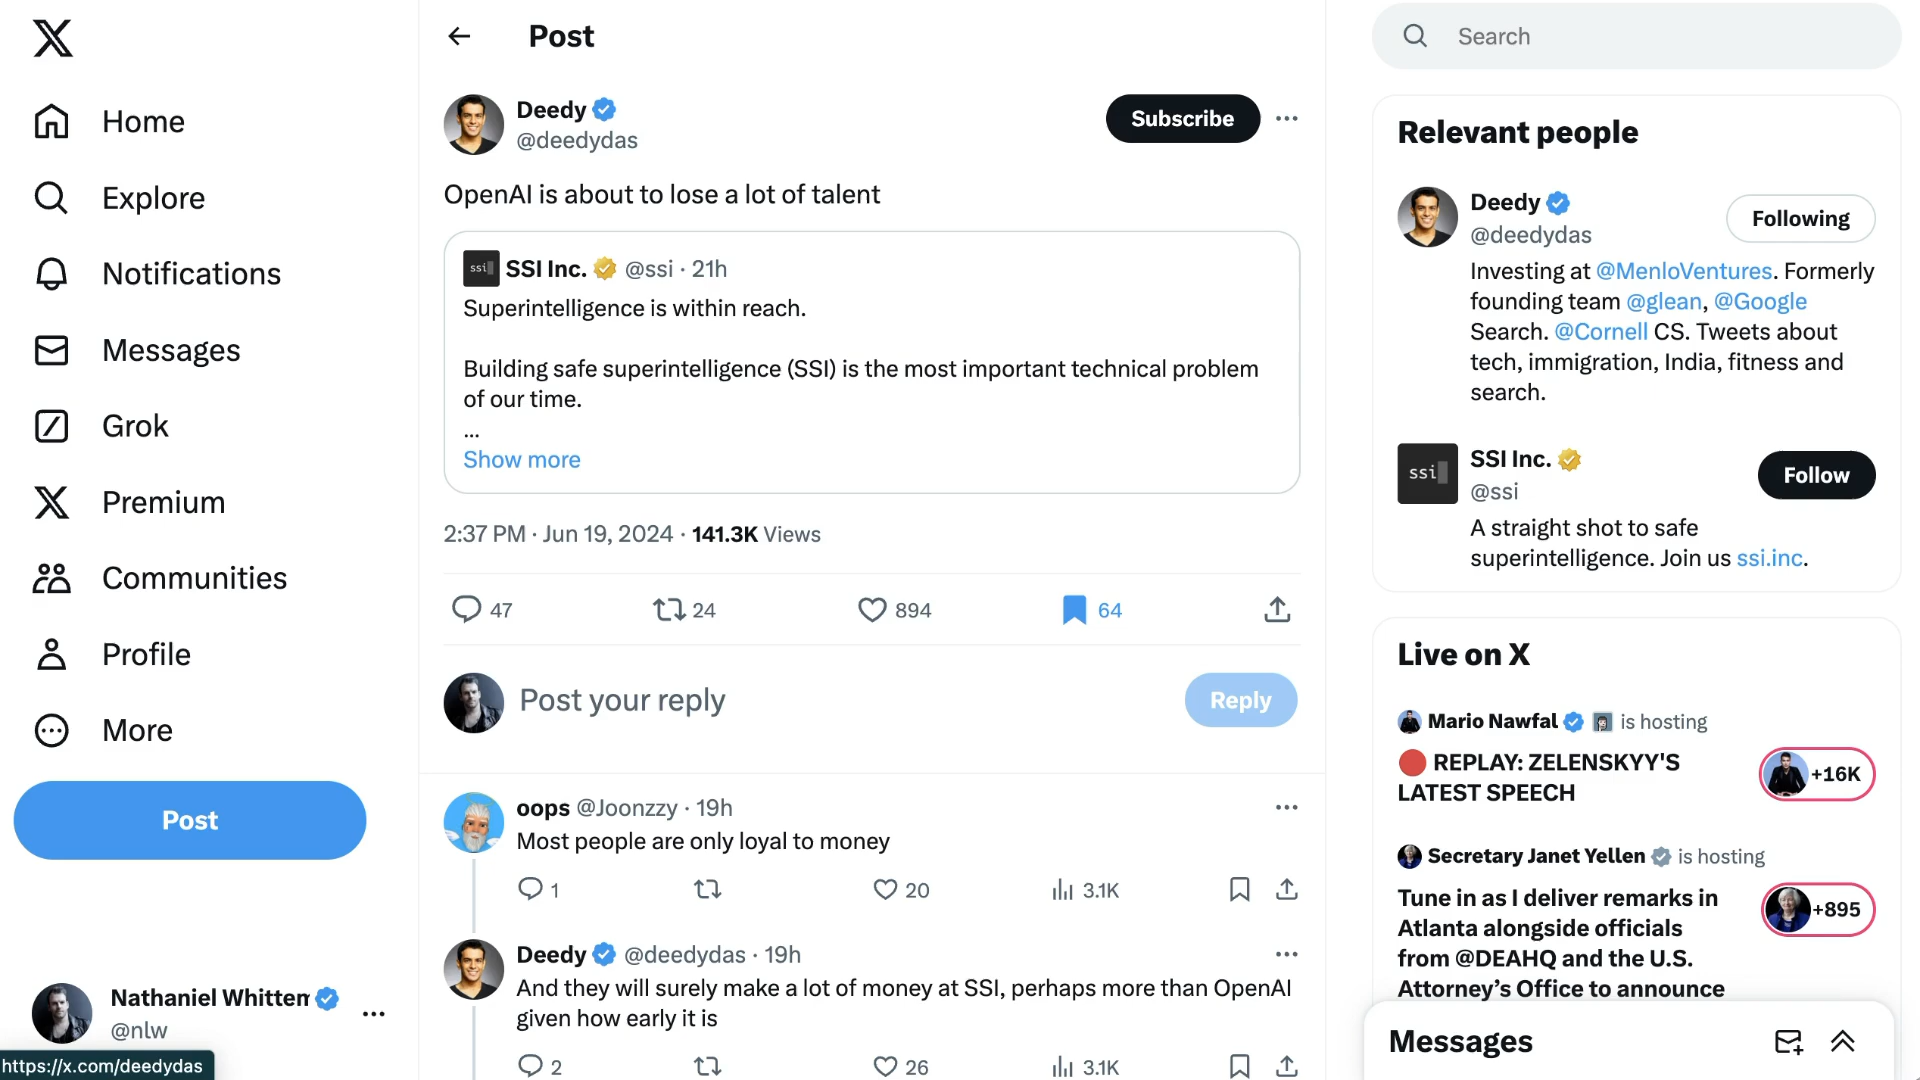 Home
Explore
Notifications
Messages
Grok
Premium
Communities
Profile
More
Post
Nathaniel Whittem
@nlw
https://x.com/deedydas
Post
Deedy
@deedydas
Subscribe
OpenAI is about to lose a lot of talent
ssi
SSI Inc. @ssi · 21h
Superintelligence is within reach.
Building safe superintelligence (SSI) is the most important technical problem
of our time.
...
Show more
2:37 PM · Jun 19, 2024 · 141.3K Views
47 24 894 64
Post your reply
Reply
oops @Joonzzy · 19h
Most people are only loyal to money
1 20 3.1K
Deedy @deedydas · 19h
And they will surely make a lot of money at SSI, perhaps more than OpenAI
given how early it is
2 26 3.1K
Search
Relevant people
Deedy
@deedydas
Following
Investing at @MenloVentures. Formerly
founding team @glean, @Google
Search. @Cornell CS. Tweets about
tech, immigration, India, fitness and
search.
ssi
SSI Inc.
@ssi
Follow
A straight shot to safe
superintelligence. Join us ssi.inc.
Live on X
Mario Nawfal is hosting
REPLAY: ZELENSKYY'S
LATEST SPEECH
+16K
Secretary Janet Yellen is hosting
Tune in as I deliver remarks in
Atlanta alongside officials
from @DEAHQ and the U.S.
Attorney's Office to announce
+895
Messages